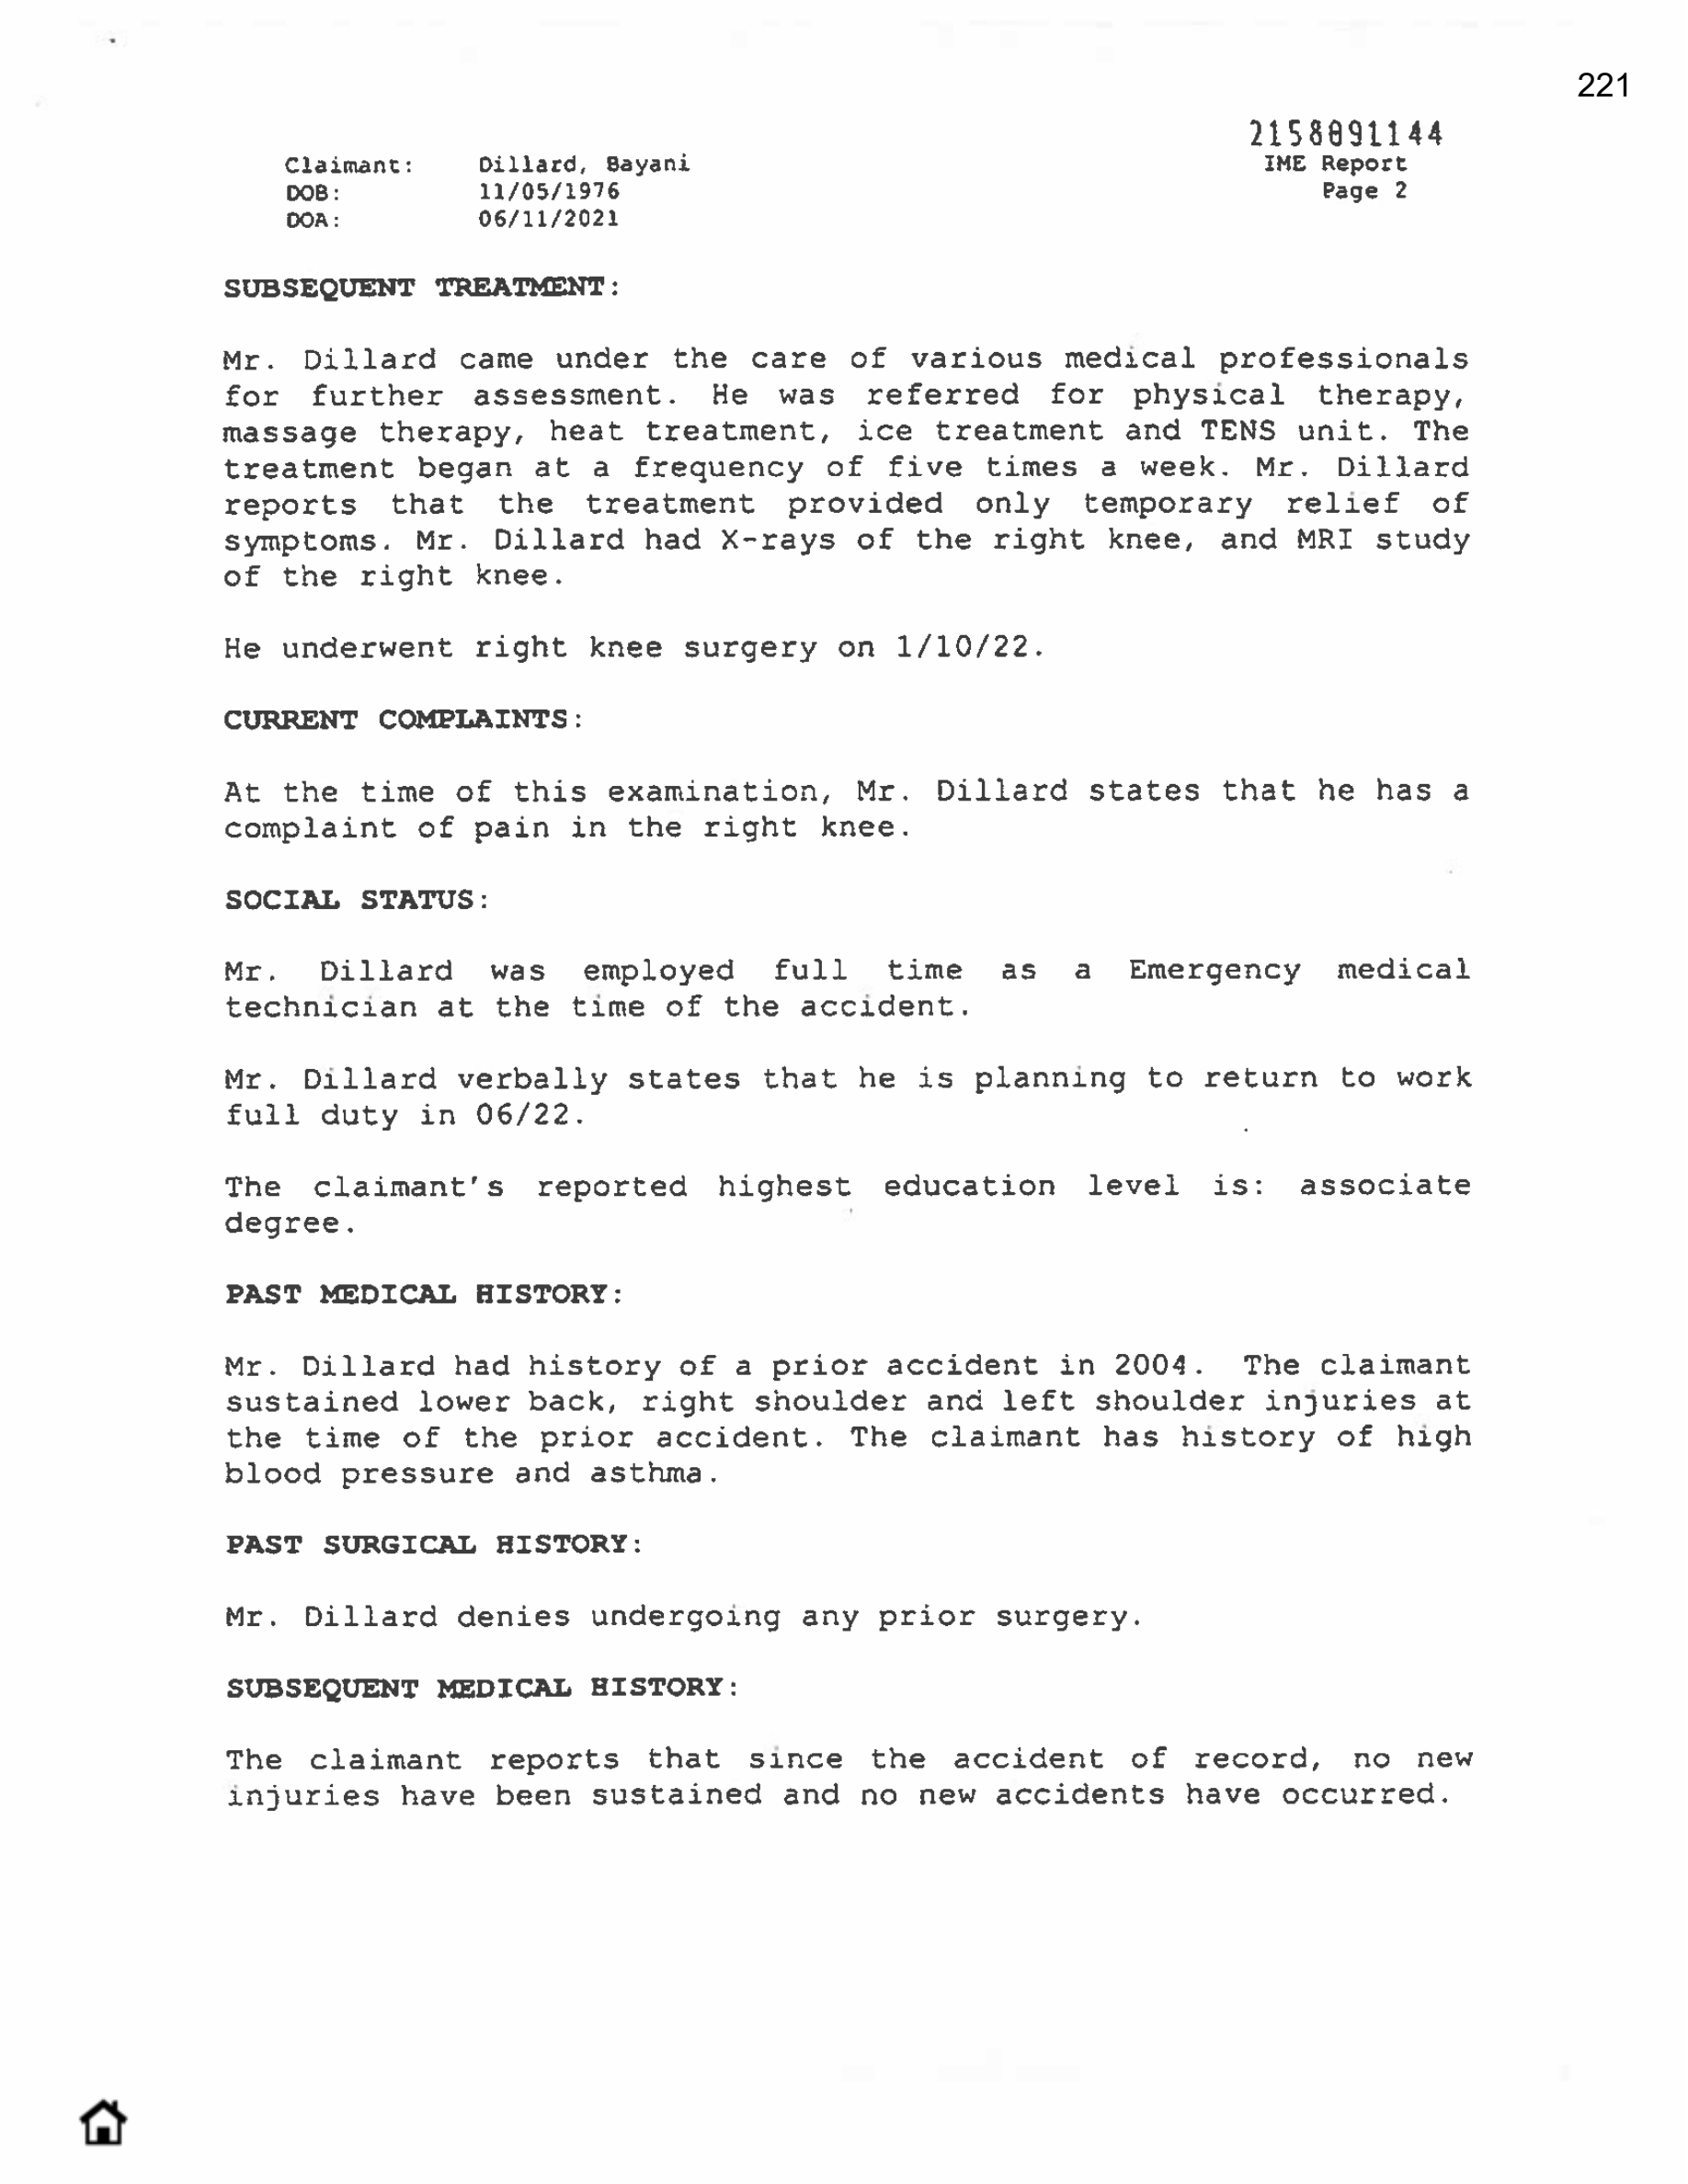 221
2158091144
Claimant: Dillard, Bayani IME Report
DOB: 11/05/1976 Page 2
DOA: 06/11/2021
SUBSEQUENT TREATMENT:
Mr. Dillard came under the care of various medical professionals
for further assessment. He was referred for physical therapy,
massage therapy, heat treatment, ice treatment and TENS unit. The
treatment began at a frequency of five times a week. Mr. Dillard
reports that the treatment provided only temporary relief of
symptoms. Mr. Dillard had X-rays of the right knee, and MRI study
of the right knee.
He underwent right knee surgery on 1/10/22.
CURRENT COMPLAINTS:
At the time of this examination, Mr. Dillard states that he has a
complaint of pain in the right knee.
SOCIAL STATUS:
Mr. Dillard was employed full time as a Emergency medical
technician at the time of the accident.
Mr. Dillard verbally states that he is planning to return to work
full duty in 06/22.
The claimant's reported highest education level is: associate
degree.
PAST MEDICAL HISTORY:
Mr. Dillard had history of a prior accident in 2004. The claimant
sustained lower back, right shoulder and left shoulder injuries at
the time of the prior accident. The claimant has history of high
blood pressure and asthma.
PAST SURGICAL HISTORY:
Mr. Dillard denies undergoing any prior surgery.
SUBSEQUENT MEDICAL HISTORY:
The claimant reports that since the accident of record, no new
injuries have been sustained and no new accidents have occurred.